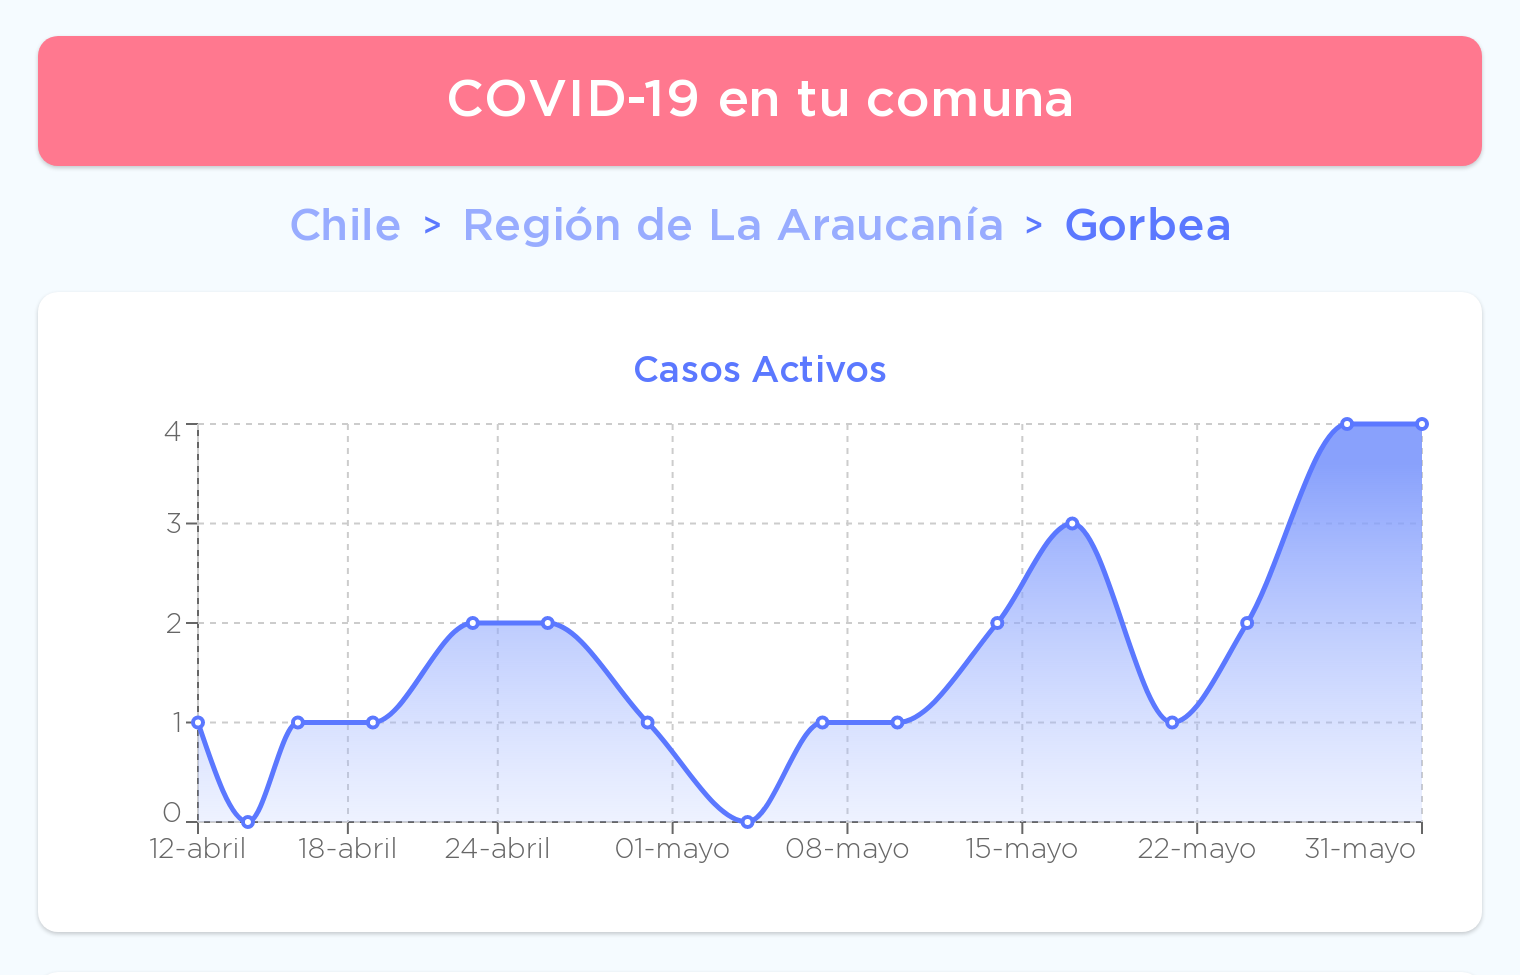 COVID-19 en tu comuna
Chile > Región de La Araucanía > Gorbea
Casos Activos
4
3
2
1
0
12-abril 18-abril 24-abril 01-mayo 08-mayo 15-mayo 22-mayo 31-mayo